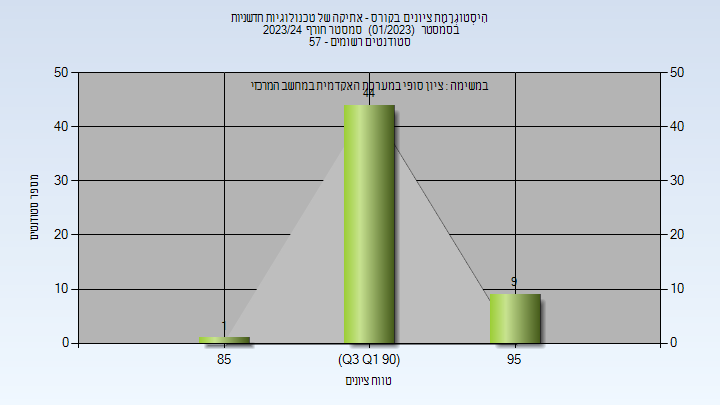 היסטוגרמת ציונים בקורס - אתיקה של טכנולוגיות חדשניות
בסמסטר (01/2023) סמסטר חורף 2023/24
סטודנטים רשומים - 57
במשימה : ציון סופי במערכת האקדמית במחשב המרכזי
50
40
30
20
10
0
50
40
30
20
10
0
מספר סטודנטים
1
44
9
85
(Q3 Q1 90)
95
טווח ציונים